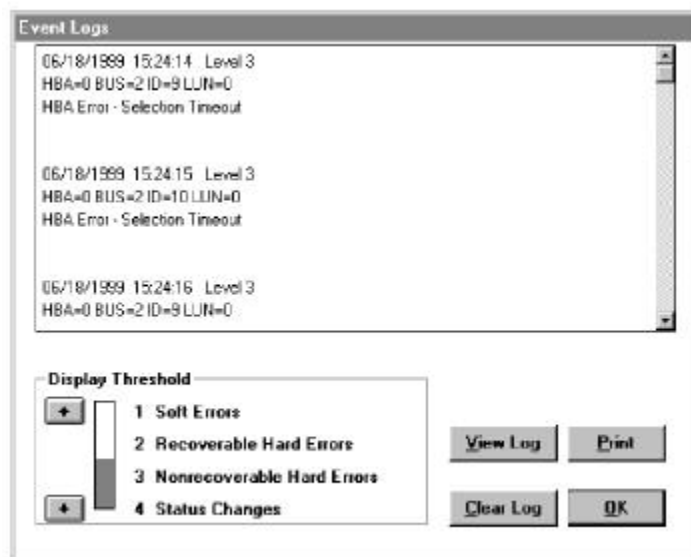 Event Logs
06/18/1999 15:24:14 Level 3
HBA=0 BUS=2 ID=9 LUN=0
HBA Error - Selection Timeout
06/18/1999 15:24:15 Level 3
HBA=0 BUS=2 ID=10 LUN=0
HBA Error - Selection Timeout
06/18/1999 15:24:16 Level 3
HBA=0 BUS=2 ID=9 LUN=0
Display Threshold
1 Soft Errors
2 Recoverable Hard Errors
3 Nonrecoverable Hard Errors
4 Status Changes
View Log
Print
Clear Log
OK